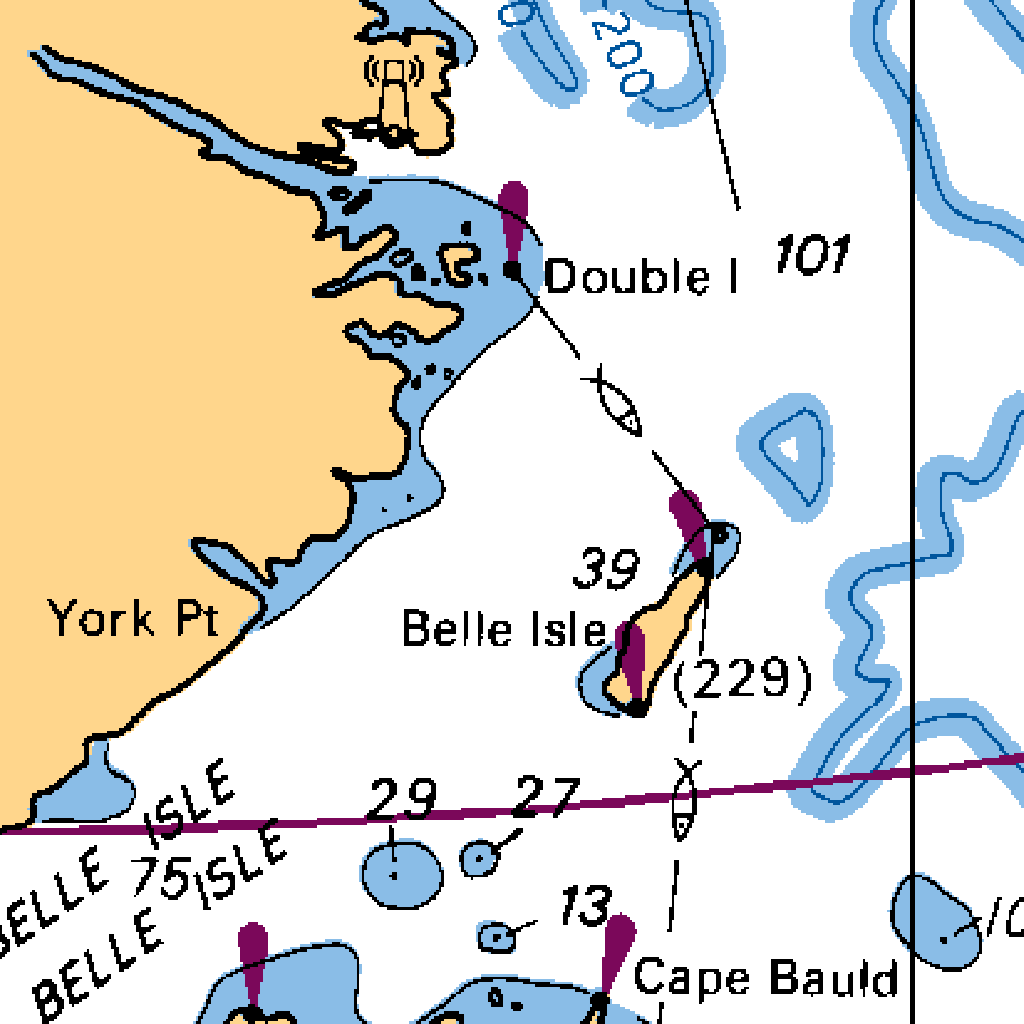 200
101
Double I
39
York Pt
Belle Isle
(229)
29
27
BELLE ISLE
75
BELLE ISLE
13
Cape Bauld